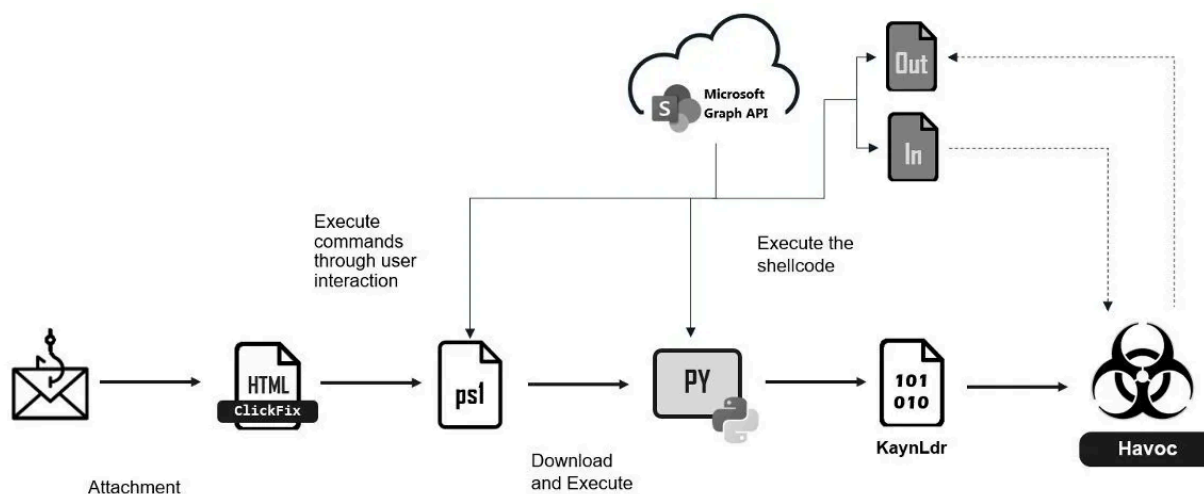 S
Microsoft
Graph API
Out
In
Execute
commands
through user
interaction
Execute the
shellcode
HTML
ClickFix
ps1
PY
101
010
KaynLdr
Havoc
Attachment
Download
and Execute